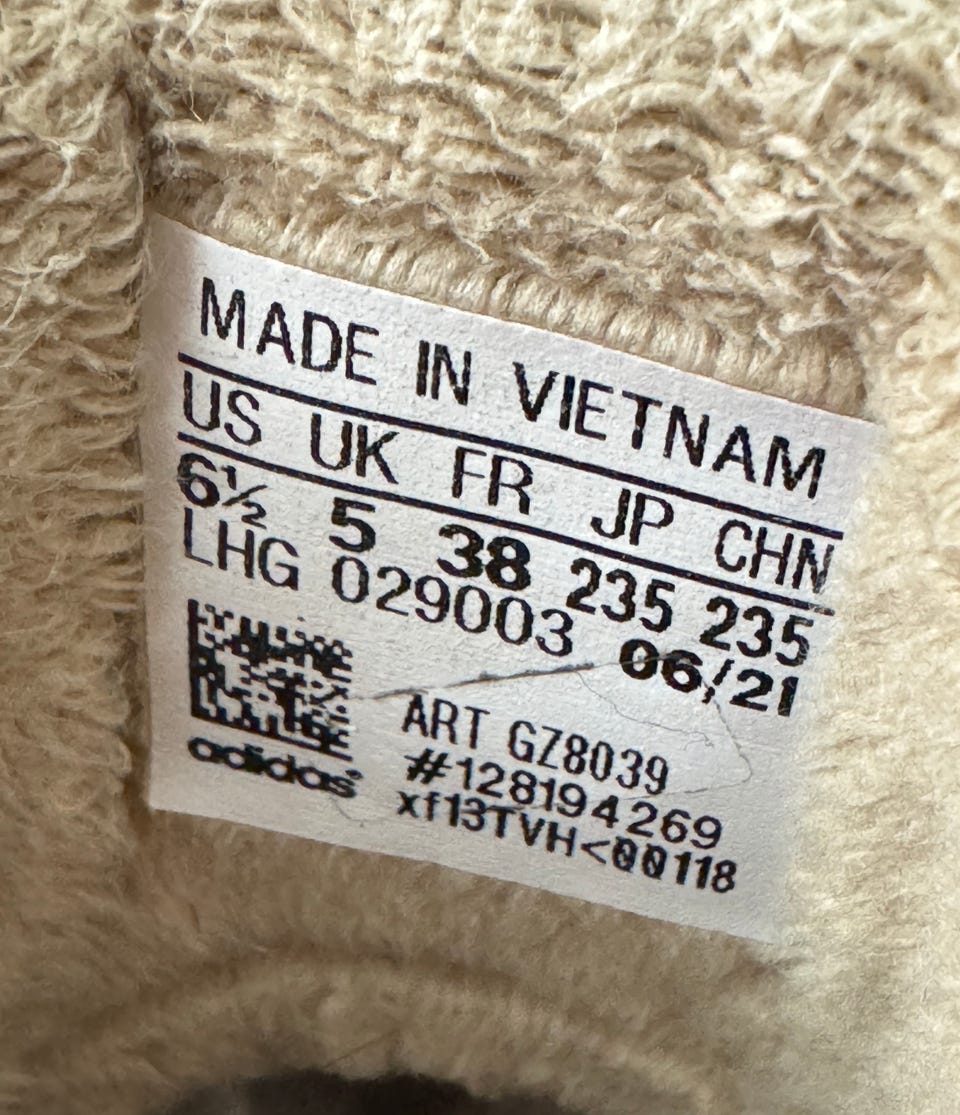 MADE IN VIETNAM
US UK FR JP CHN
6½ 5 38 235 235
LHG 029003 06/21
ART GZ8039
#128194269
xf13TVH<00118
adidas